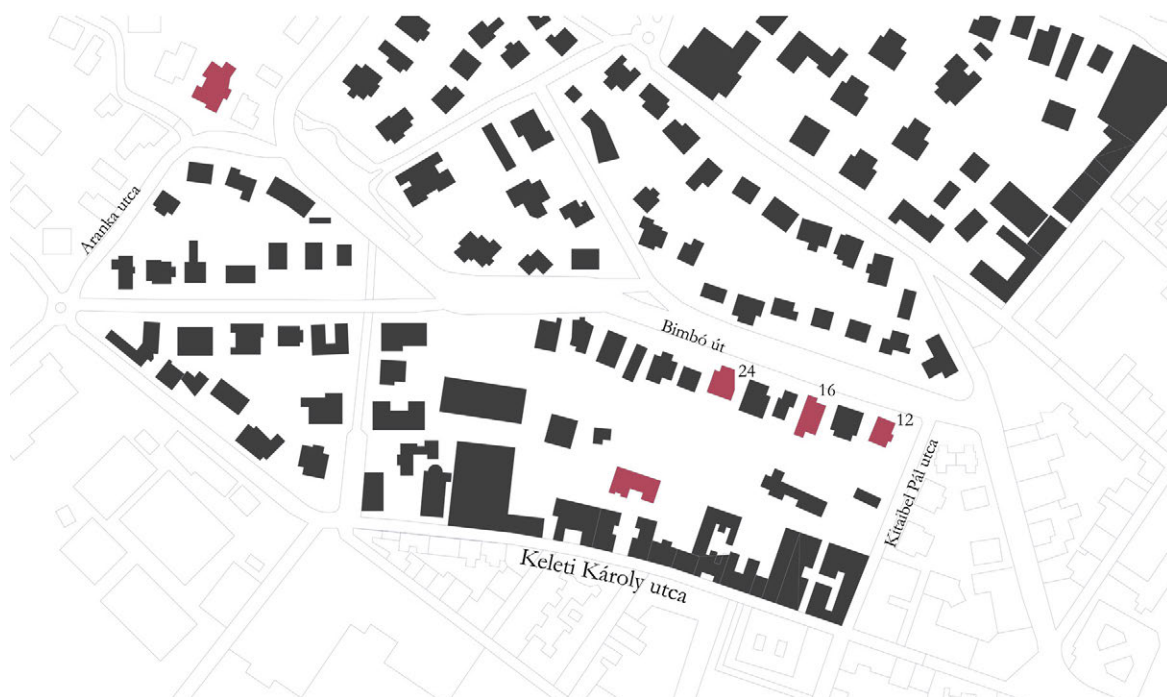 Aranka utca
Bimbó út
24
16
12
Kitaibel Pál utca
Keleti Károly utca